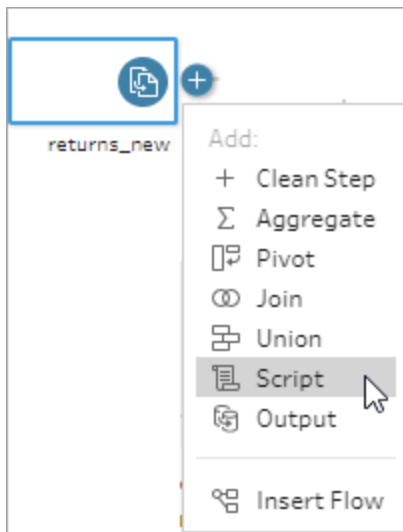 returns_new
Add:
Clean Step
Aggregate
Pivot
Join
Union
Script
Output
Insert Flow